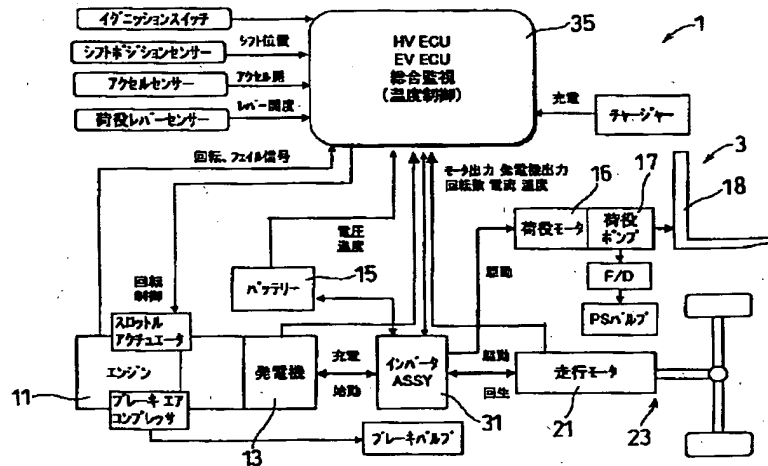 イグニッションスイッチ
シフトポジションセンサー
シフト位置
アクセルセンサー
アクセル開
荷役レバーセンサー
レバー開度
HV ECU
EV ECU
総合監視
(温度制御)
35
1
充電
チャージャー
回転、フェイル信号
モータ出力 発電機出力
回転数 電流 温度
3
16
17
18
荷役モータ
荷役
ポンプ
電圧
温度
15
バッテリー
駆動
F/D
PSバルブ
回転
制御
スロットル
アクチュエータ
エンジン
発電機
充電
始動
インバータ
ASSY
駆動
回生
走行モータ
11
ブレーキ エア
コンプレッサ
13
ブレーキバルブ
31
21
23